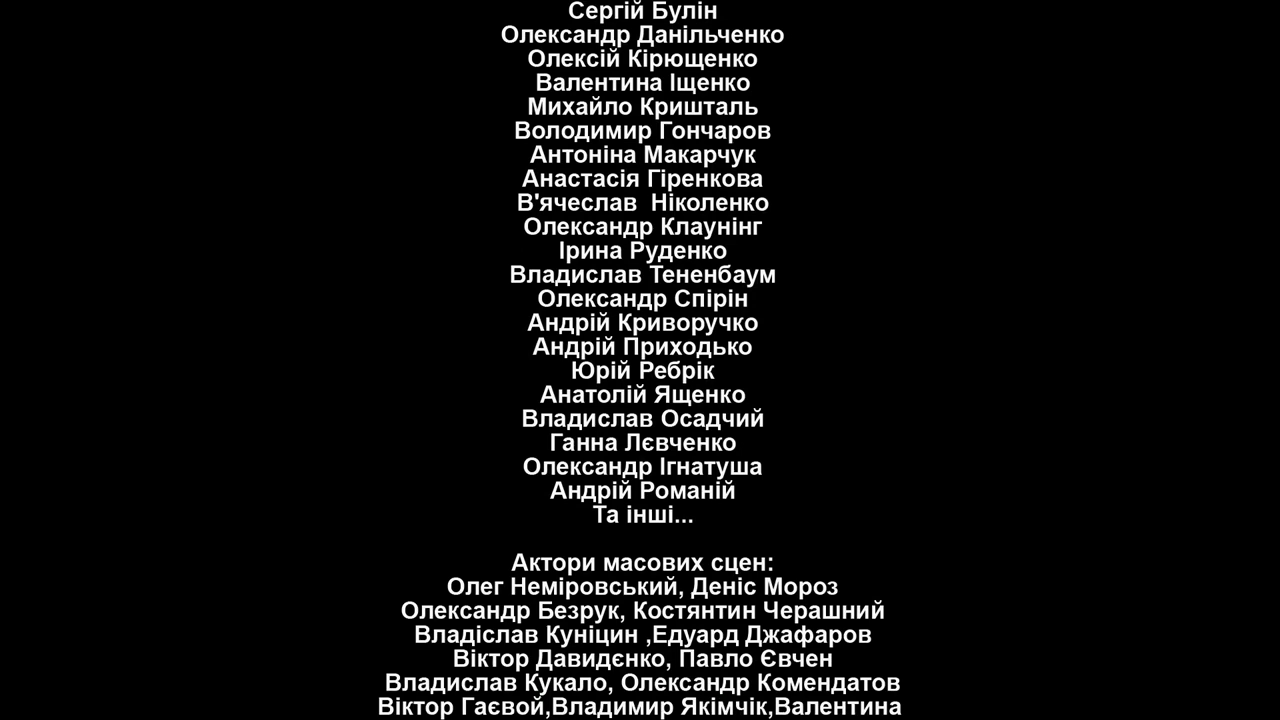 Сергій Булін
Олександр Данільченко
Олексій Кірющенко
Валентина Іщенко
Михайло Кришталь
Володимир Гончаров
Антоніна Макарчук
Анастасія Гіренкова
В'ячеслав  Ніколенко
Олександр Клаунінг
Ірина Руденко
Владислав Тененбаум
Олександр Спірін
Андрій Криворучко
Андрій Приходько
Юрій Ребрік
Анатолій Ященко
Владислав Осадчий
Ганна Лєвченко
Олександр Ігнатуша
Андрій Романій
Та інші...
Актори масових сцен:
Олег Неміровський, Деніс Мороз
Олександр Безрук, Костянтин Черашний
Владіслав Куніцин ,Едуард Джафаров
Віктор Давидєнко, Павло Євчен
Владислав Кукало, Олександр Комендатов
Віктор Гаєвой,Владимир Якімчік,Валентина